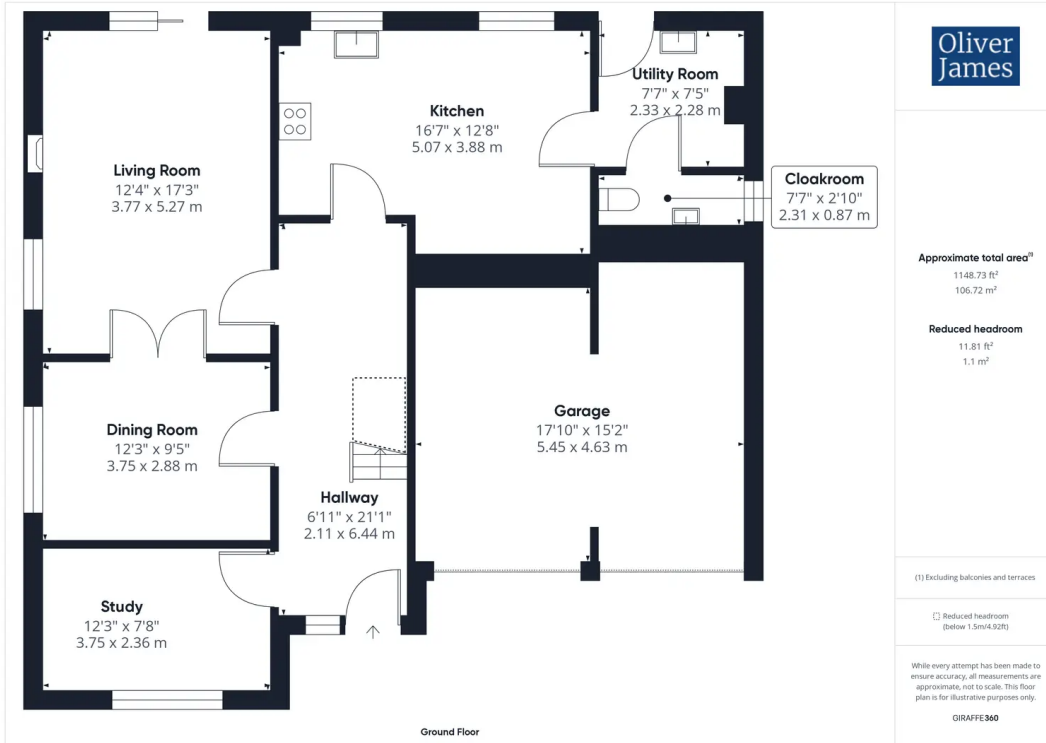 Living Room
12'4" x 17'3"
3.77 x 5.27 m
Kitchen
16'7" x 12'8"
5.07 x 3.88 m
Utility Room
7'7" x 7'5"
2.33 x 2.28 m
Cloakroom
7'7" x 2'10"
2.31 x 0.87 m
Dining Room
12'3" x 9'5"
3.75 x 2.88 m
Hallway
6'11" x 21'1"
2.11 x 6.44 m
Garage
17'10" x 15'2"
5.45 x 4.63 m
Study
12'3" x 7'8"
3.75 x 2.36 m
Ground Floor
Oliver
James
Approximate total area(1)
1148.73 ft²
106.72 m²
Reduced headroom
11.81 ft²
1.1 m²
(1) Excluding balconies and terraces
Reduced headroom
(below 1.5m/4.92ft)
While every attempt has been made to
ensure accuracy, all measurements are
approximate, not to scale. This floor
plan is for illustrative purposes only.
GIRAFFE360